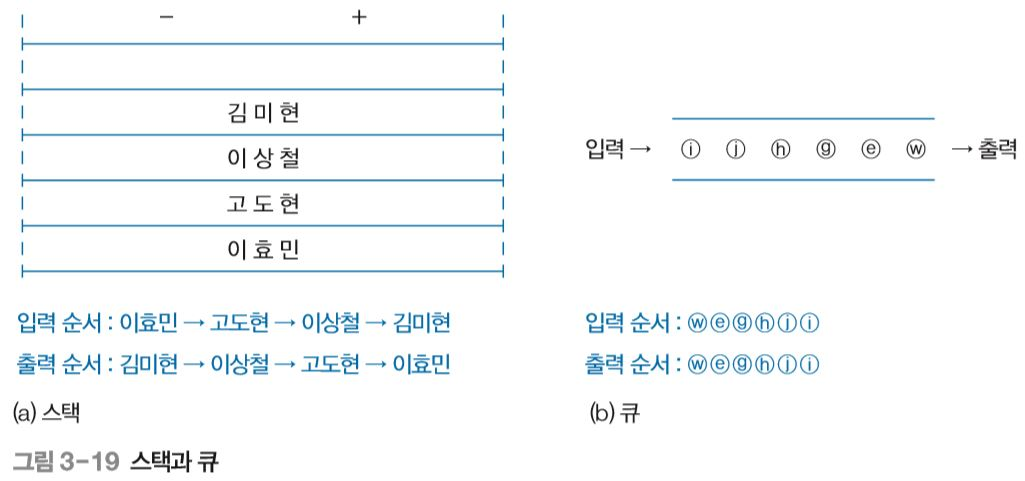 − +
김 미 현
이 상 철
고 도 현
이 효 민
입력 순서 : 이효민 → 고도현 → 이상철 → 김미현
출력 순서 : 김미현 → 이상철 → 고도현 → 이효민
(a) 스택
입력 → ⓘ ⓙ ⓗ ⓖ ⓔ ⓦ → 출력
입력 순서 : ⓦⓔⓖⓗⓙⓘ
출력 순서 : ⓦⓔⓖⓗⓙⓘ
(b) 큐
그림 3-19 스택과 큐